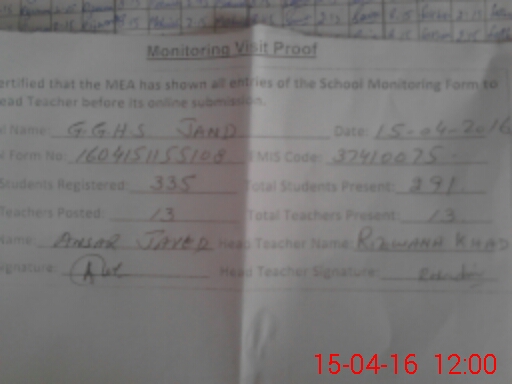 Monitoring Visit Proof
ertified that the MEA has shown all entries of the School Monitoring Form to
ead Teacher before its online submission.
l Name: G.G.H.S JAND Date: 15-04-2016
l Form No: 1604151155108 EMIS Code: 37410075
Students Registered: 335 Total Students Present: 291
Teachers Posted: 13 Total Teachers Present: 13
Name: ANSAR JAVED Head Teacher Name: RIZWANA KHA
ignature: Head Teacher Signature:
15-04-16 12:00